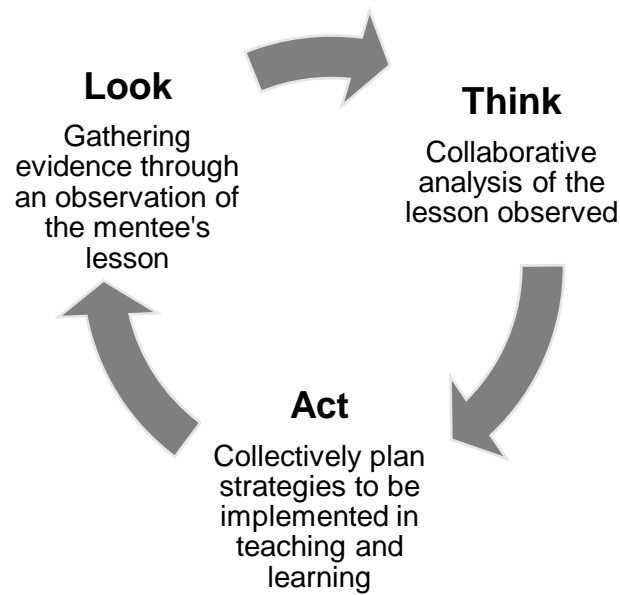 Look
Gathering
evidence through
an observation of
the mentee's
lesson
Think
Collaborative
analysis of the
lesson observed
Act
Collectively plan
strategies to be
implemented in
teaching and
learning